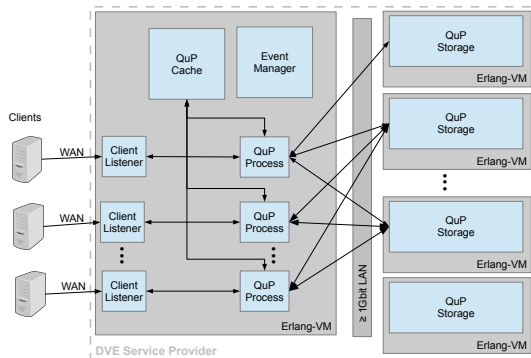 QuP
Cache
Event
Manager
QuP
Storage
Erlang-VM
Clients
WAN
Client
Listener
QuP
Process
QuP
Storage
Erlang-VM
WAN
Client
Listener
QuP
Process
QuP
Storage
Erlang-VM
WAN
Client
Listener
QuP
Process
≥ 1Gbit LAN
QuP
Storage
Erlang-VM
Erlang-VM
DVE Service Provider